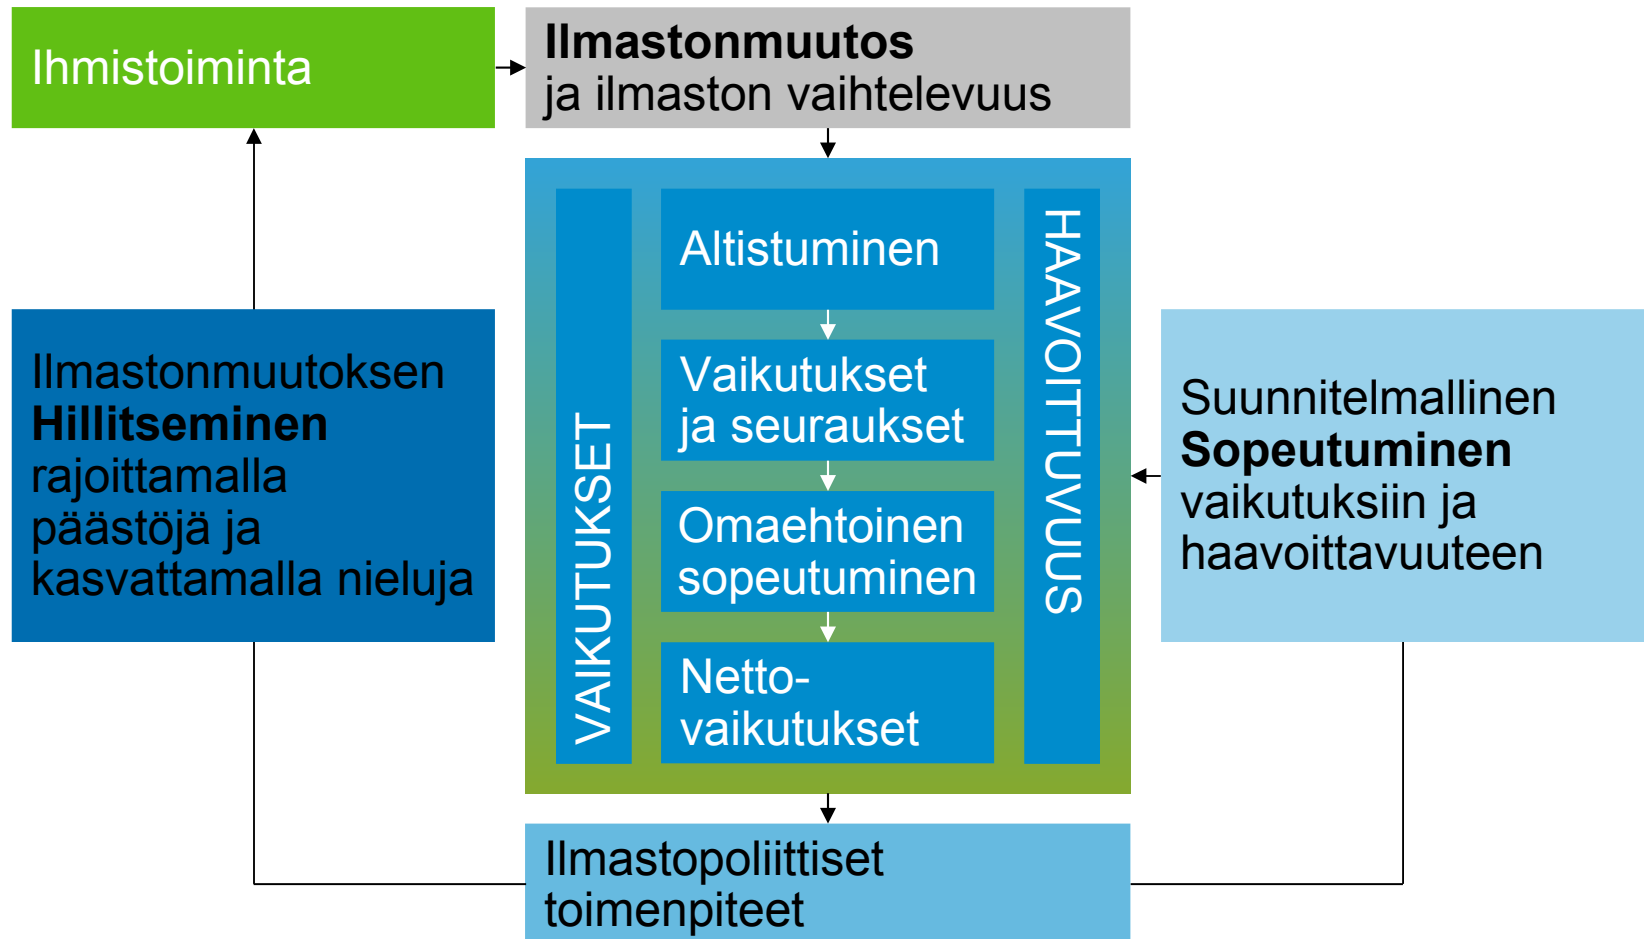 Ihmistoiminta
Ilmastonmuutos
ja ilmaston vaihtelevuus
VAIKUTUKSET
Altistuminen
Vaikutukset
ja seuraukset
Omaehtoinen
sopeutuminen
Netto-
vaikutukset
HAAVOITTUVUUS
Ilmastonmuutoksen
Hillitseminen
rajoittamalla
päästöjä ja
kasvattamalla nieluja
Suunnitelmallinen
Sopeutuminen
vaikutuksiin ja
haavoittavuuteen
Ilmastopoliittiset
toimenpiteet